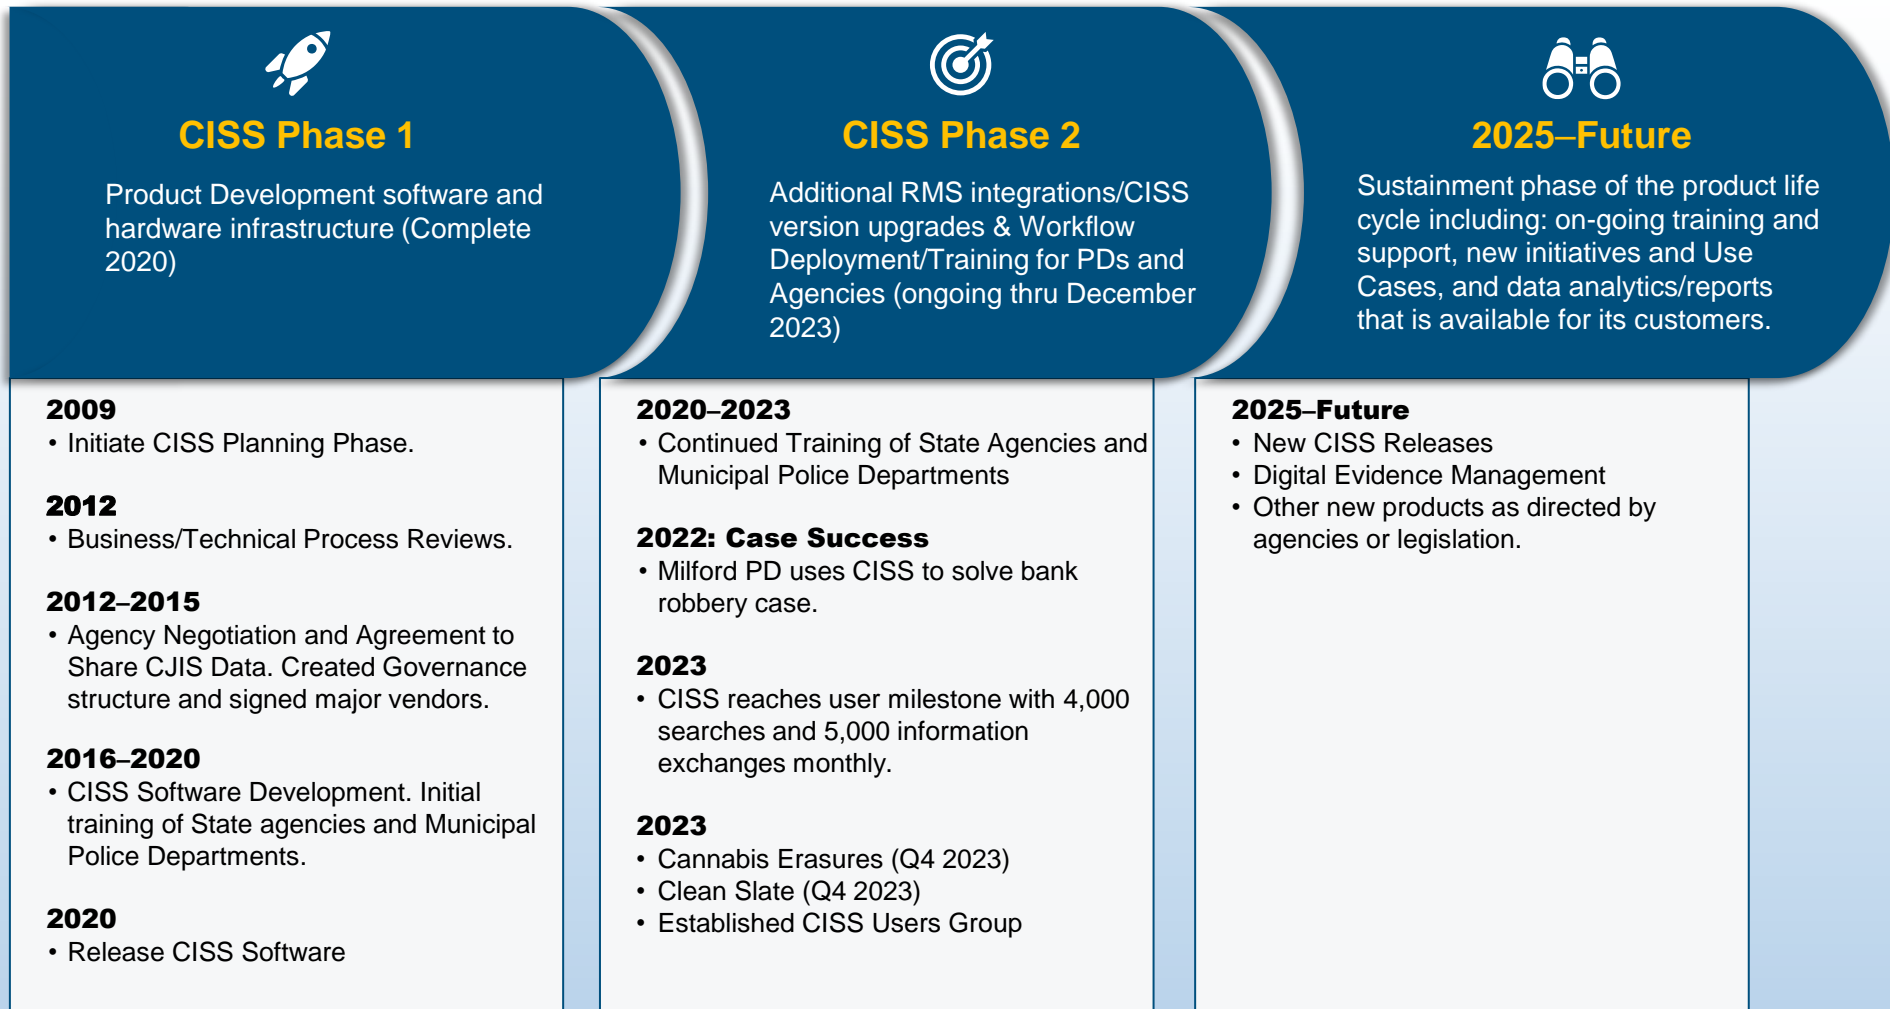 CISS Phase 1
Product Development software and
hardware infrastructure (Complete
2020)
2009
• Initiate CISS Planning Phase.
2012
• Business/Technical Process Reviews.
2012–2015
• Agency Negotiation and Agreement to
Share CJIS Data. Created Governance
structure and signed major vendors.
2016–2020
• CISS Software Development. Initial
training of State agencies and Municipal
Police Departments.
2020
• Release CISS Software
CISS Phase 2
Additional RMS integrations/CISS
version upgrades & Workflow
Deployment/Training for PDs and
Agencies (ongoing thru December
2023)
2020–2023
• Continued Training of State Agencies and
Municipal Police Departments
2022: Case Success
• Milford PD uses CISS to solve bank
robbery case.
2023
• CISS reaches user milestone with 4,000
searches and 5,000 information
exchanges monthly.
2023
• Cannabis Erasures (Q4 2023)
• Clean Slate (Q4 2023)
• Established CISS Users Group
2025–Future
Sustainment phase of the product life
cycle including: on-going training and
support, new initiatives and Use
Cases, and data analytics/reports
that is available for its customers.
2025–Future
• New CISS Releases
• Digital Evidence Management
• Other new products as directed by
agencies or legislation.